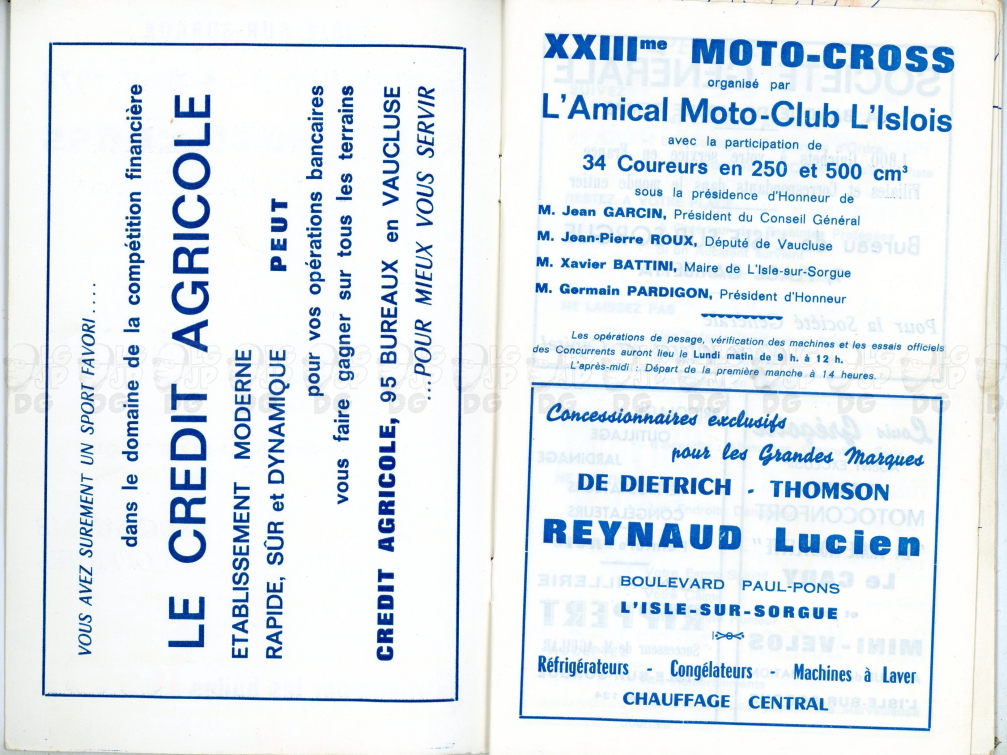 VOUS AVEZ SUREMENT UN SPORT FAVORI.....
dans le domaine de la compétition financière
LE CREDIT AGRICOLE
ETABLISSEMENT MODERNE
RAPIDE, SÛR et DYNAMIQUE
PEUT
pour vos opérations bancaires
vous faire gagner sur tous les terrains
CREDIT AGRICOLE, 95 BUREAUX en VAUCLUSE
...POUR MIEUX VOUS SERVIR
XXIIIme MOTO-CROSS
organisé par
L'Amical Moto-Club L'Islois
avec la participation de
34 Coureurs en 250 et 500 cm³
sous la présidence d'Honneur de
M. Jean GARCIN, Président du Conseil Général
M. Jean-Pierre ROUX, Député de Vaucluse
M. Xavier BATTINI, Maire de L'Isle-sur-Sorgue
M. Germain PARDIGON, Président d'Honneur
Les opérations de pesage, vérification des machines et les essais officiels
des Concurrents auront lieu le Lundi matin de 9 h. à 12 h.
L'après-midi : Départ de la première manche à 14 heures.
Concessionnaires exclusifs
pour les Grandes Marques
DE DIETRICH - THOMSON
REYNAUD Lucien
BOULEVARD PAUL-PONS
L'ISLE-SUR-SORGUE
Réfrigérateurs - Congélateurs - Machines à Laver
CHAUFFAGE CENTRAL